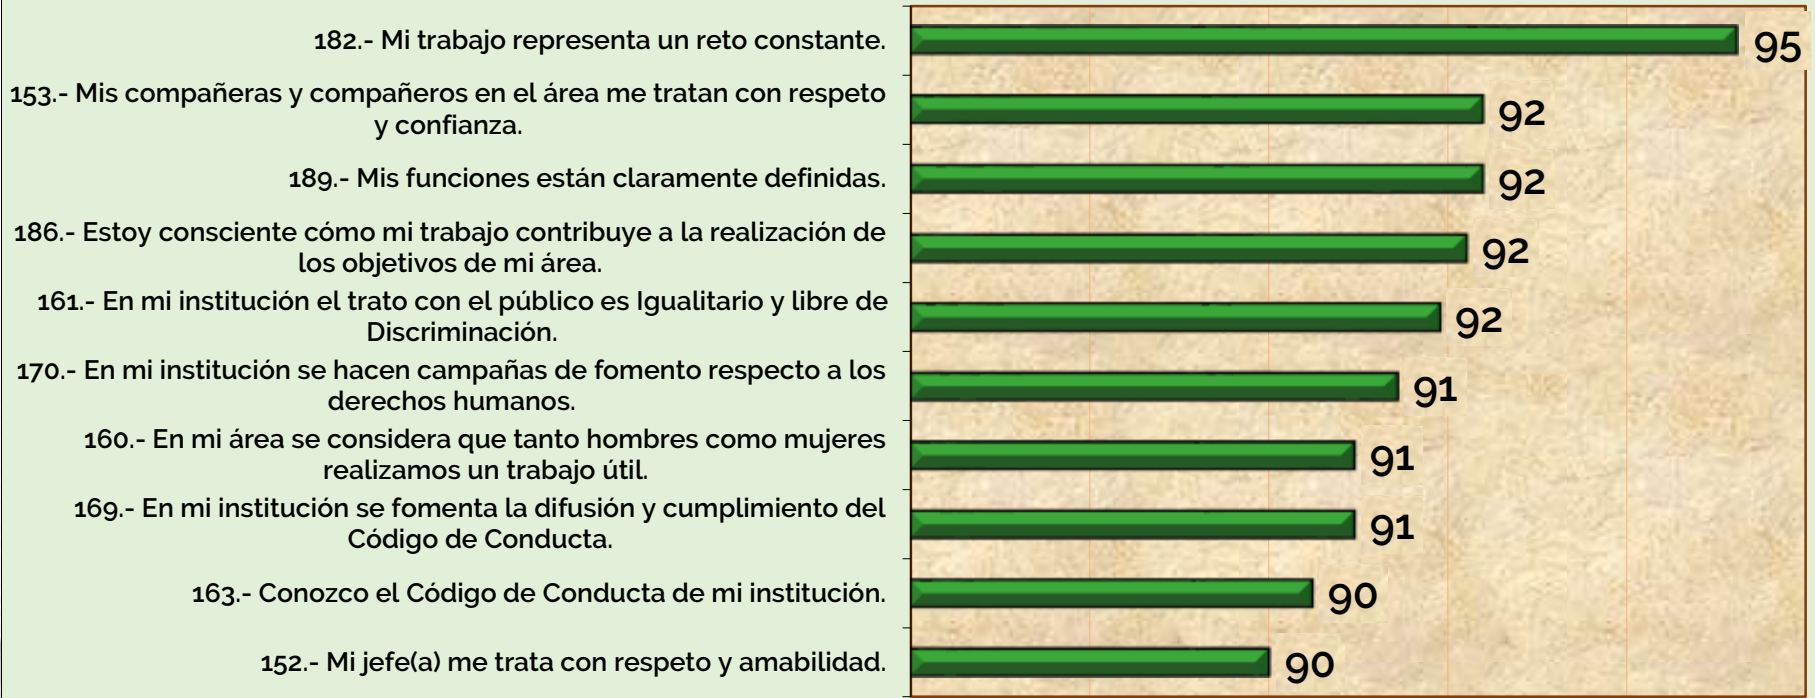 182.- Mi trabajo representa un reto constante.
95
153.- Mis compañeras y compañeros en el área me tratan con respeto
y confianza.
92
189.- Mis funciones están claramente definidas.
92
186.- Estoy consciente cómo mi trabajo contribuye a la realización de
los objetivos de mi área.
92
161.- En mi institución el trato con el público es Igualitario y libre de
Discriminación.
92
170.- En mi institución se hacen campañas de fomento respecto a los
derechos humanos.
91
160.- En mi área se considera que tanto hombres como mujeres
realizamos un trabajo útil.
91
169.- En mi institución se fomenta la difusión y cumplimiento del
Código de Conducta.
91
163.- Conozco el Código de Conducta de mi institución.
90
152.- Mi jefe(a) me trata con respeto y amabilidad.
90